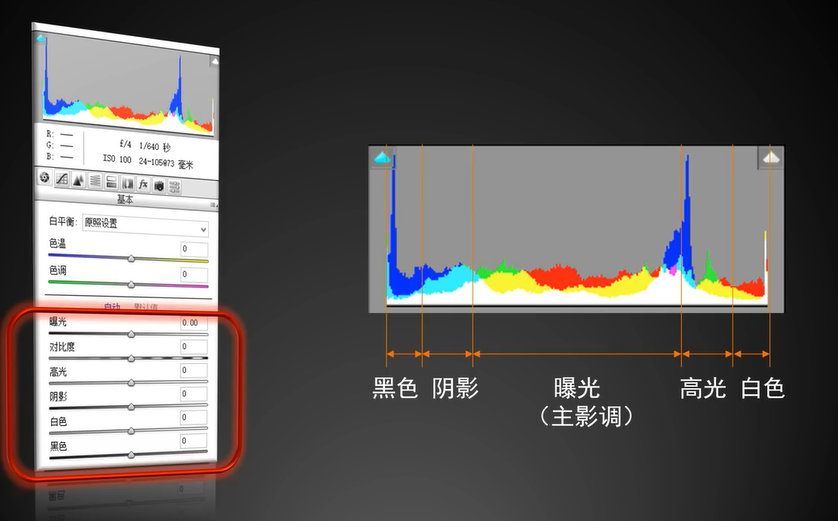 R: —
G: —
B: —
f/4 1/640 秒
ISO 100 24-105@73 毫米
fx
基本
白平衡: 原照设置
色温 0
色调 0
自动 默认值
曝光 0.00
对比度 0
高光 0
阴影 0
白色 0
黑色 0
黑色 阴影 曝光 高光 白色
（主影调）